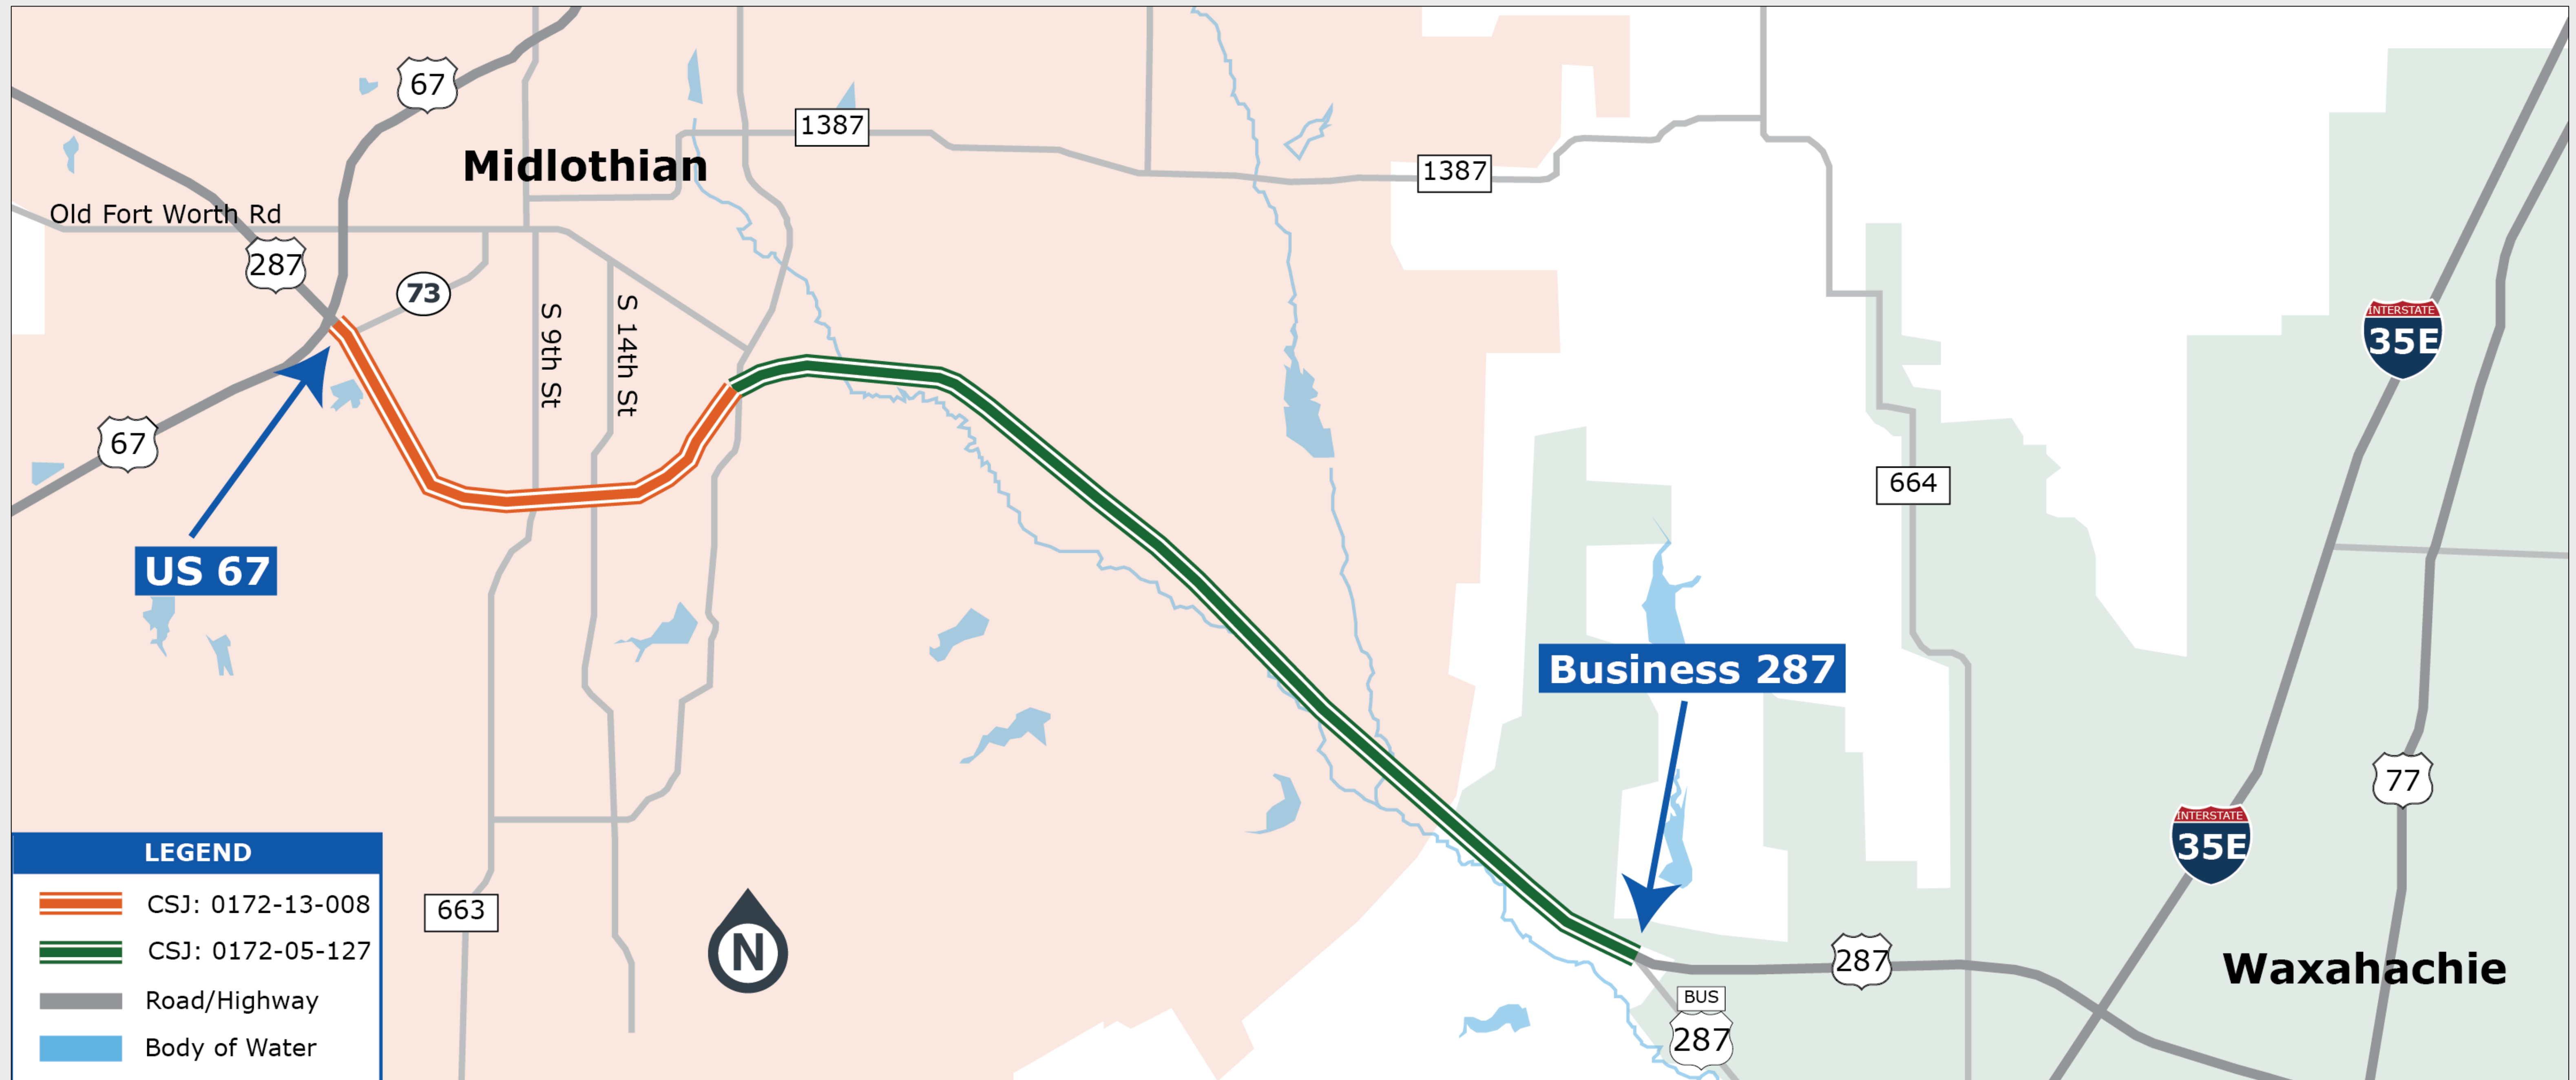 67
Midlothian
1387
1387
Old Fort Worth Rd
287
73
S 9th St
S 14th St
INTERSTATE
35E
67
664
US 67
Business 287
77
INTERSTATE
35E
LEGEND
CSJ: 0172-13-008
CSJ: 0172-05-127
Road/Highway
Body of Water
663
N
287
Waxahachie
BUS
287